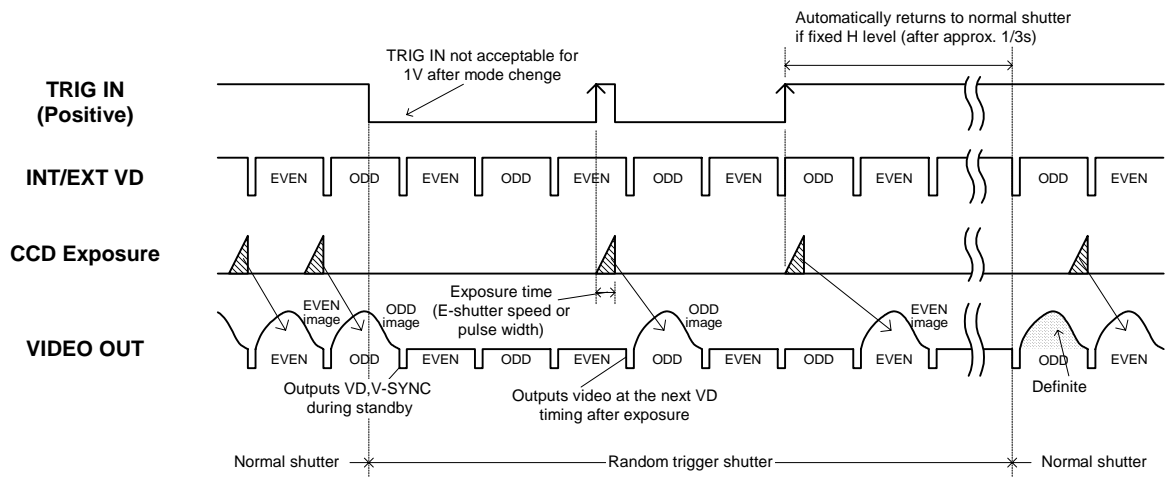 Automatically returns to normal shutter
if fixed H level (after approx. 1/3s)
TRIG IN not acceptable for
1V after mode chenge
TRIG IN
(Positive)
INT/EXT VD
EVEN ODD EVEN ODD EVEN ODD EVEN ODD EVEN ODD EVEN
CCD Exposure
Exposure time
(E-shutter speed or
pulse width)
EVEN
image
ODD
image
ODD
image
EVEN
image
VIDEO OUT
EVEN ODD EVEN ODD EVEN ODD EVEN ODD EVEN ODD EVEN
Outputs VD,V-SYNC
during standby
Outputs video at the next VD
timing after exposure
Definite
Normal shutter Random trigger shutter Normal shutter